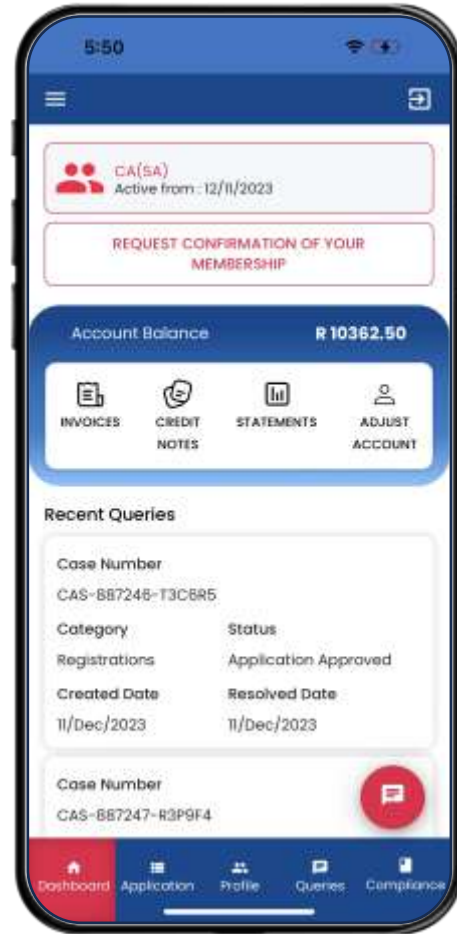 5:50
CA(SA)
Active from : 12/11/2023
REQUEST CONFIRMATION OF YOUR
MEMBERSHIP
Account Balance R 10362.50
INVOICES CREDIT NOTES STATEMENTS ADJUST ACCOUNT
Recent Queries
Case Number
CAS-887246-T3C6R5
Category Status
Registrations Application Approved
Created Date Resolved Date
11/Dec/2023 11/Dec/2023
Case Number
CAS-887247-R3P9F4
Dashboard Application Profile Queries Compliance